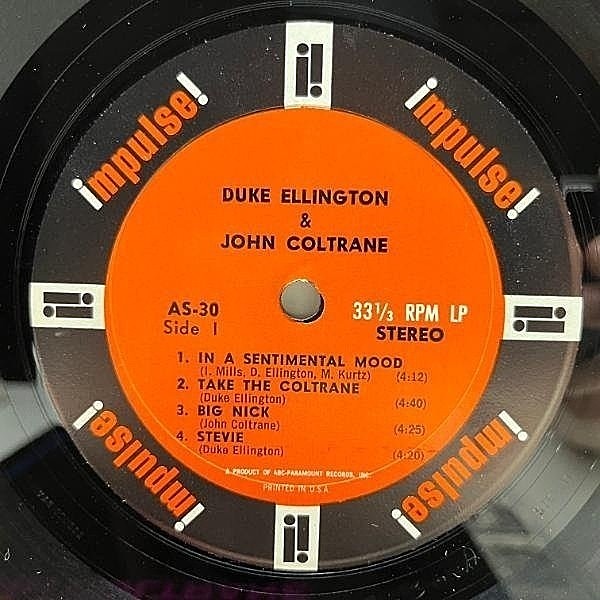 impulse!
impulse!
DUKE ELLINGTON
&
JOHN COLTRANE
AS-30
Side 1
33 1/3 RPM LP
STEREO
1. IN A SENTIMENTAL MOOD
(I. Mills, D. Ellington, M. Kurtz) (4:12)
2. TAKE THE COLTRANE
(Duke Ellington) (4:40)
3. BIG NICK
(John Coltrane) (4:25)
4. STEVIE
(Duke Ellington) (4:20)
A PRODUCT OF ABC-PARAMOUNT RECORDS, INC.
PRINTED IN U.S.A.
impulse!
impulse!